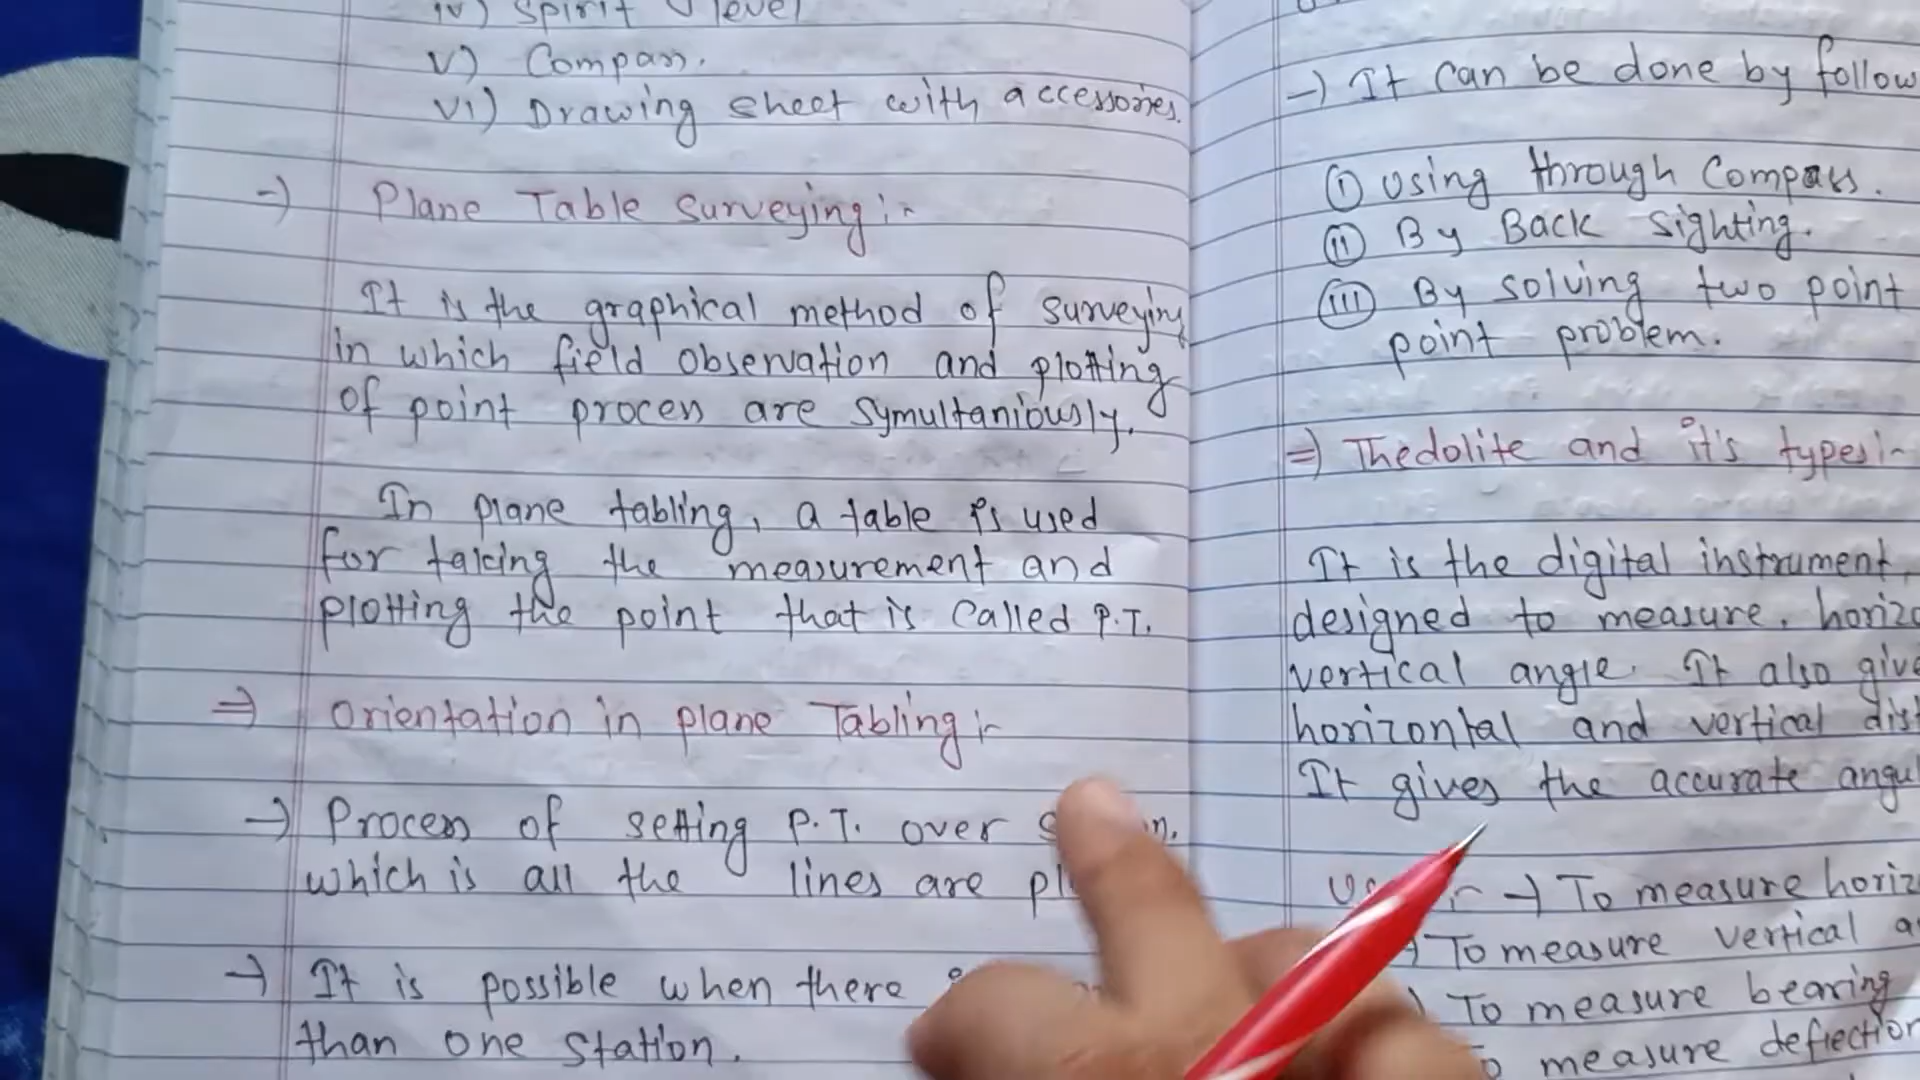 iv) Spirit level
v) Compass.
vi) Drawing sheet with accessories.
-) Plane Table Surveying :-
It is the graphical method of surveying
in which field observation and plotting
of point process are symultaniously.
In plane tabling, a table is used
for taking the measurement and
plotting the point that is called P.T.
=) Orientation in plane Tabling :-
-) Process of setting P.T. over
which is all the lines are
-) It is possible when there
than one station.
-) It can be done by follow
(i) Using through Compass.
(ii) By Back sighting.
(iii) By solving two point
point problem.
=) Thedolite and it's types :-
It is the digital instrument,
designed to measure, horizo
vertical angle. It also give
horizontal and vertical dist
It gives the accurate angul
-) To measure horiz
To measure vertical a
To measure bearing
measure deflection